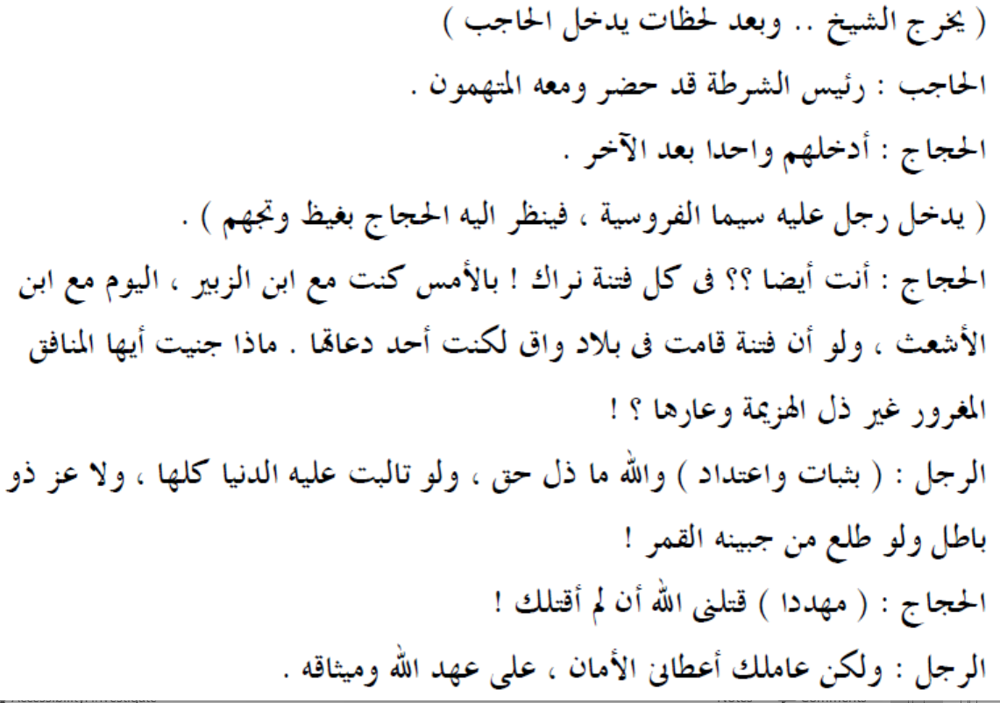 ( يخرج الشيخ .. وبعد لحظات يدخل الحاجب )
الحاجب : رئيس الشرطة قد حضر ومعه المتهمون .
الحجاج : أدخلهم واحدا بعد الآخر .
( يدخل رجل عليه سيما الفروسية ، فينظر اليه الحجاج بغيظ وتجهم ) .
الحجاج : أنت أيضا ؟؟ فى كل فتنة نراك ! بالأمس كنت مع ابن الزبير ، اليوم مع ابن
الأشعث ، ولو أن فتنة قامت فى بلاد واق لكنت أحد دعاتها . ماذا جنيت أيها المنافق
المغرور غير ذل الهزيمة وعارها ؟ !
الرجل : ( بثبات واعتداد ) والله ما ذل حق ، ولو تالبت عليه الدنيا كلها ، ولا عز ذو
باطل ولو طلع من جبينه القمر !
الحجاج : ( مهددا ) قتلنى الله أن لم أقتلك !
الرجل : ولكن عاملك أعطانى الأمان ، على عهد الله وميثاقه .